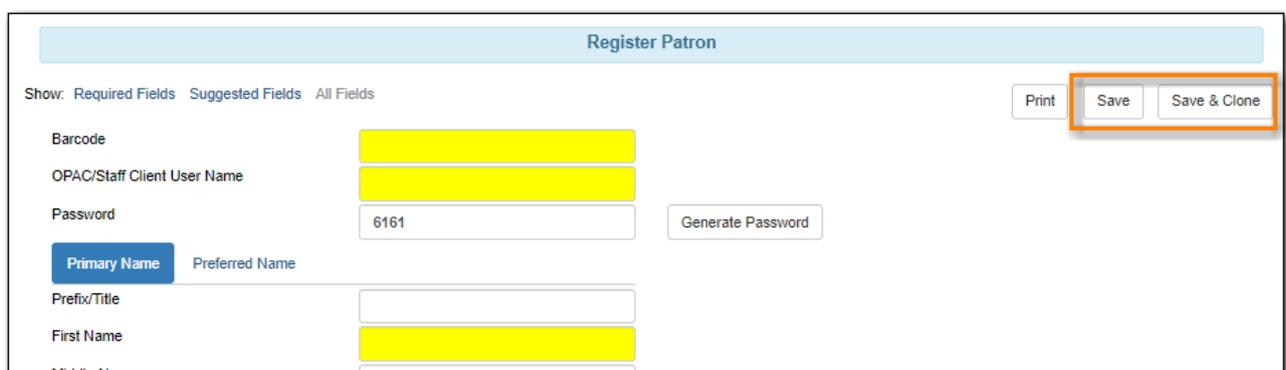 Register Patron
Show: Required Fields Suggested Fields All Fields
Print Save Save & Clone
Barcode
OPAC/Staff Client User Name
Password 6161 Generate Password
Primary Name Preferred Name
Prefix/Title
First Name